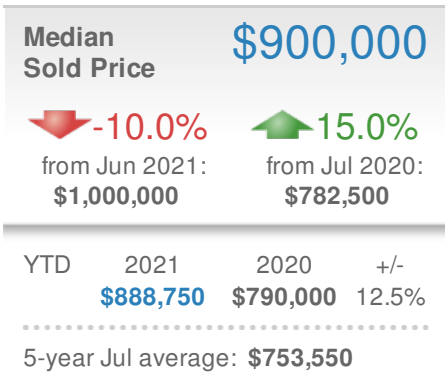 Median
Sold Price
$900,000
-10.0%
from Jun 2021:
$1,000,000
15.0%
from Jul 2020:
$782,500
YTD 2021 2020 +/-
$888,750 $790,000 12.5%
5-year Jul average: $753,550